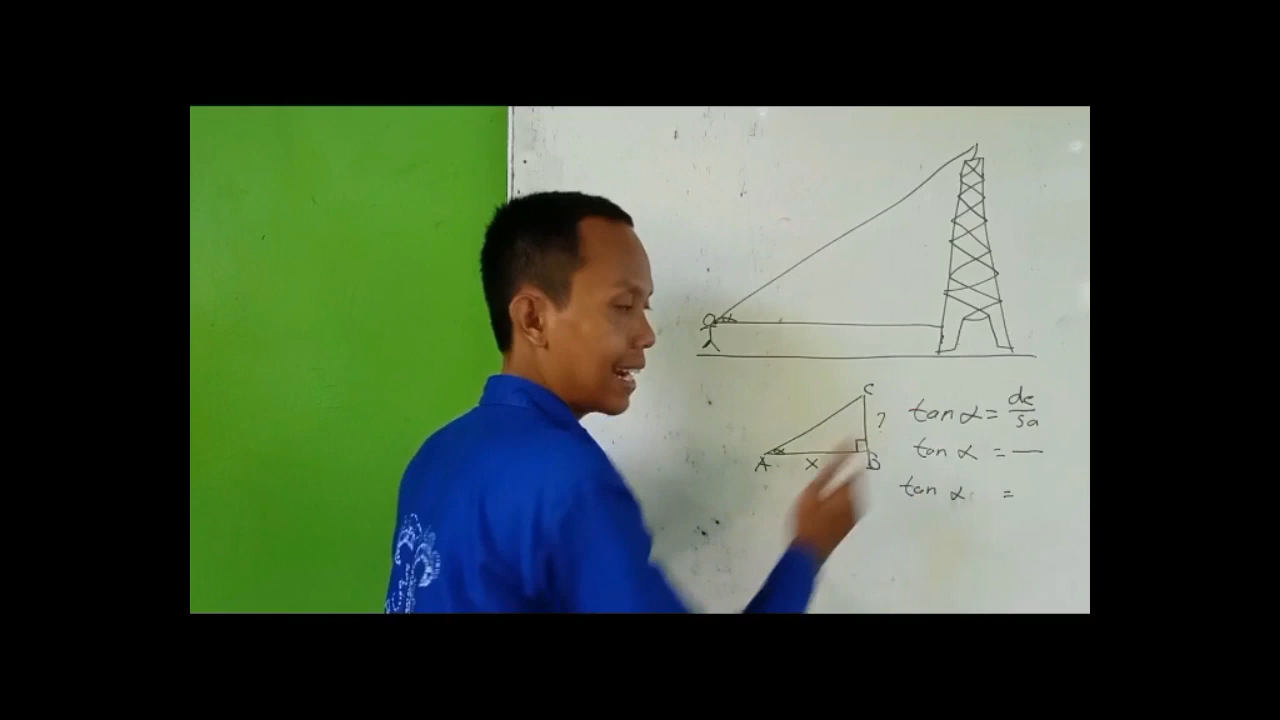 α
C
?
A
α
x
B
tan α = de/sa
tan α = —
tan α =